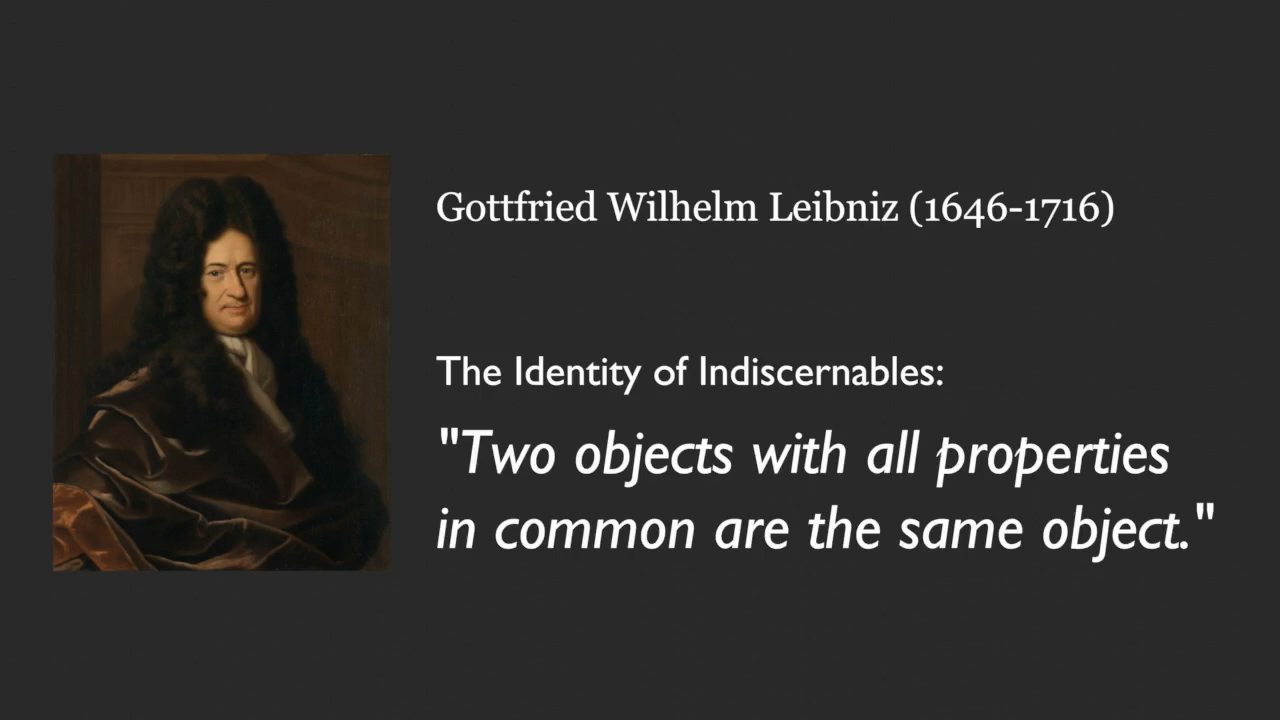 Gottfried Wilhelm Leibniz (1646-1716)
The Identity of Indiscernables:
"Two objects with all properties
in common are the same object."